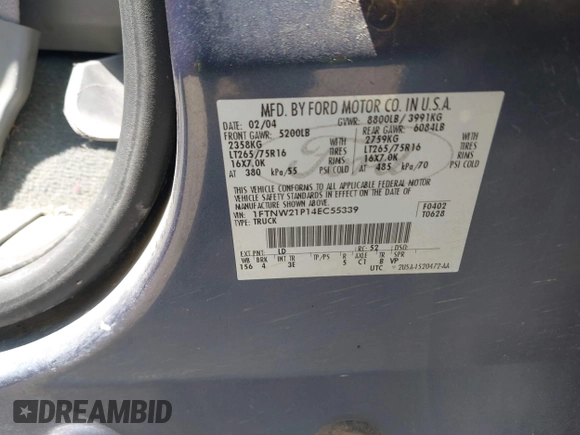 MFD. BY FORD MOTOR CO. IN U.S.A.
DATE: 02/04 GVWR: 8800LB/ 3991KG
FRONT GAWR: 5200LB REAR GAWR: 6084LB
2358KG WITH 2759KG WITH
LT265/75R16 TIRES LT265/75R16 TIRES
16X7.0K RIMS 16X7.0K RIMS
AT 380 kPa/55 PSI COLD AT 485 kPa/70 PSI COLD
THIS VEHICLE CONFORMS TO ALL APPLICABLE FEDERAL MOTOR
VEHICLE SAFETY STANDARDS IN EFFECT ON THE DATE OF
MANUFACTURE SHOWN ABOVE.
VIN: 1FTNW21P14EC55339 F0402
TYPE: TRUCK T0628
EXT PNT: LD RC: 52 DSO:
WB BRK INT TR TP/PS R AXLE TR SPR
156 4 3E 5 C1 B VP
UTC 2U5A-1520472-AA
Ford
DREAMBID